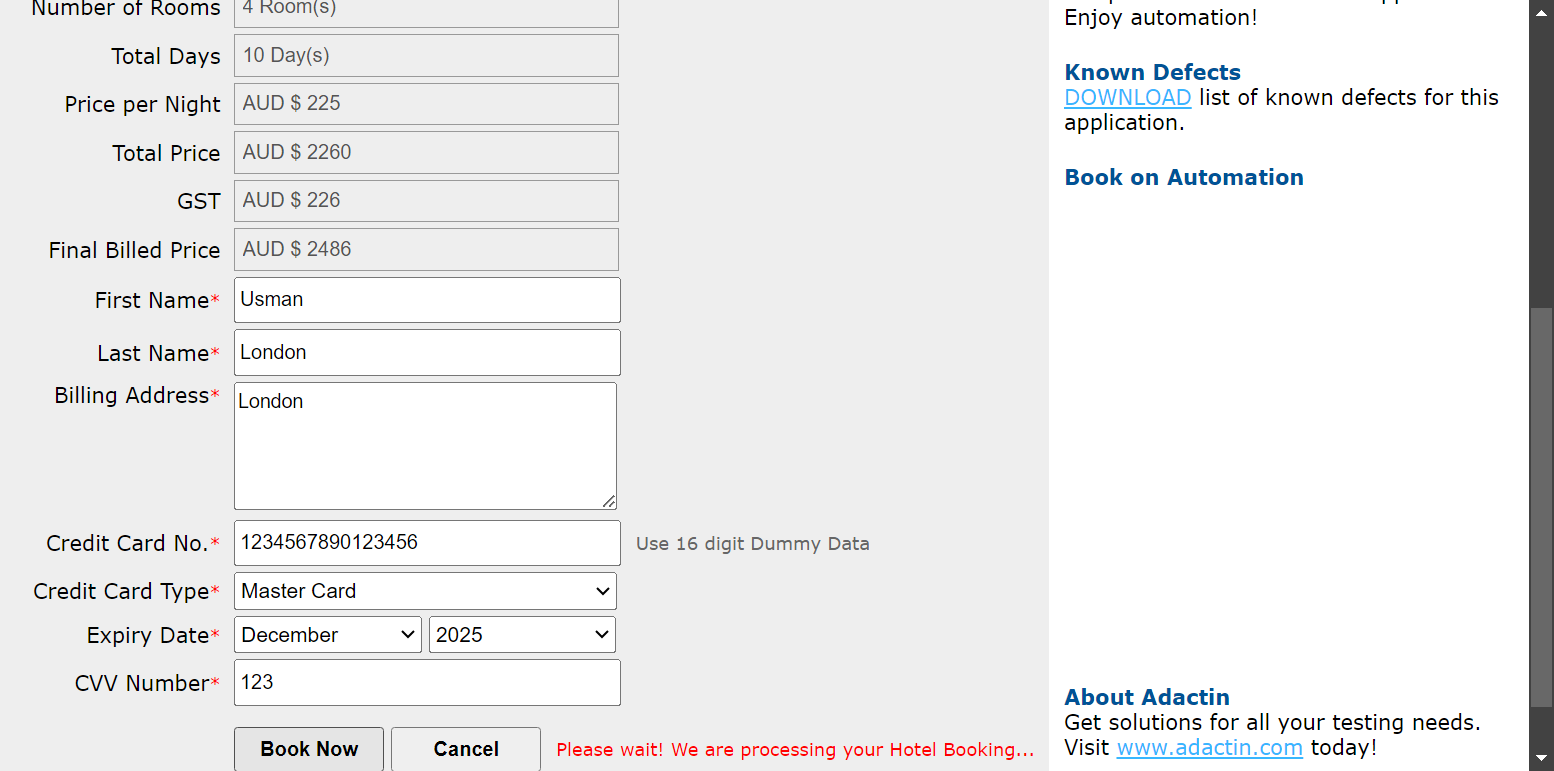 Number of Rooms 4 Room(s)
Total Days 10 Day(s)
Price per Night AUD $ 225
Total Price AUD $ 2260
GST AUD $ 226
Final Billed Price AUD $ 2486
First Name* Usman
Last Name* London
Billing Address* London
Credit Card No.* 1234567890123456 Use 16 digit Dummy Data
Credit Card Type* Master Card
Expiry Date* December 2025
CVV Number* 123
Book Now Cancel Please wait! We are processing your Hotel Booking...
Enjoy automation!
Known Defects
DOWNLOAD list of known defects for this
application.
Book on Automation
About Adactin
Get solutions for all your testing needs.
Visit www.adactin.com today!